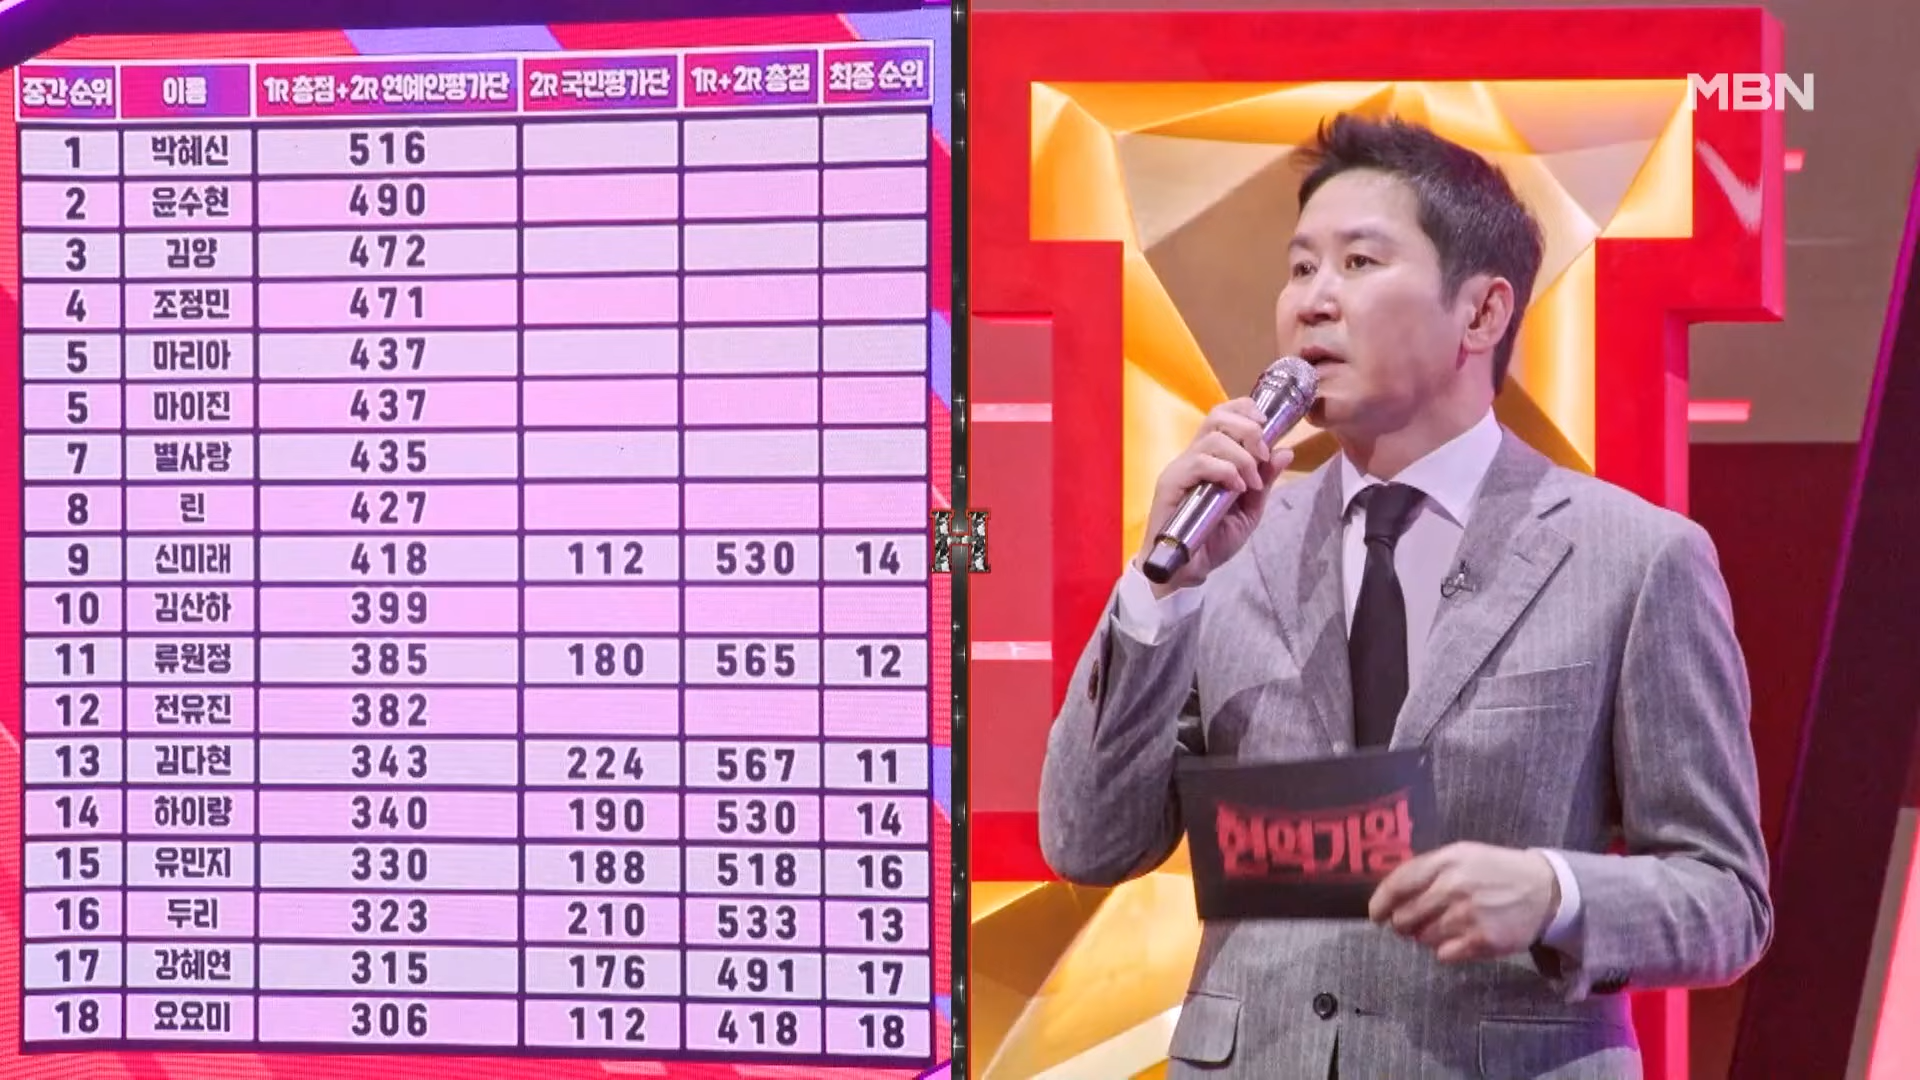 중간 순위 이름 1R 총점+2R 연예인평가단 2R 국민평가단 1R+2R 총점 최종 순위
1 박혜신 516
2 윤수현 490
3 김양 472
4 조정민 471
5 마리아 437
5 마이진 437
7 별사랑 435
8 린 427
9 신미래 418 112 530 14
10 김산하 399
11 류원정 385 180 565 12
12 전유진 382
13 김다현 343 224 567 11
14 하이량 340 190 530 14
15 유민지 330 188 518 16
16 두리 323 210 533 13
17 강혜연 315 176 491 17
18 요요미 306 112 418 18
H
MBN
현역가왕